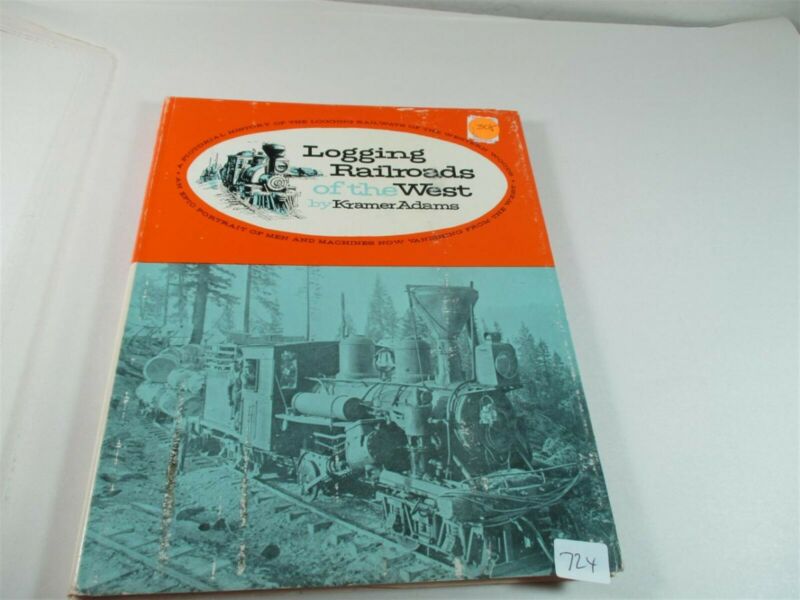 A PICTORIAL HISTORY OF THE LOGGING RAILWAYS OF THE WESTERN WOODS
Logging
Railroads
of the West
by Kramer Adams
AN EPIC PORTRAIT OF MEN AND MACHINES NOW VANISHING FROM THE WEST
724